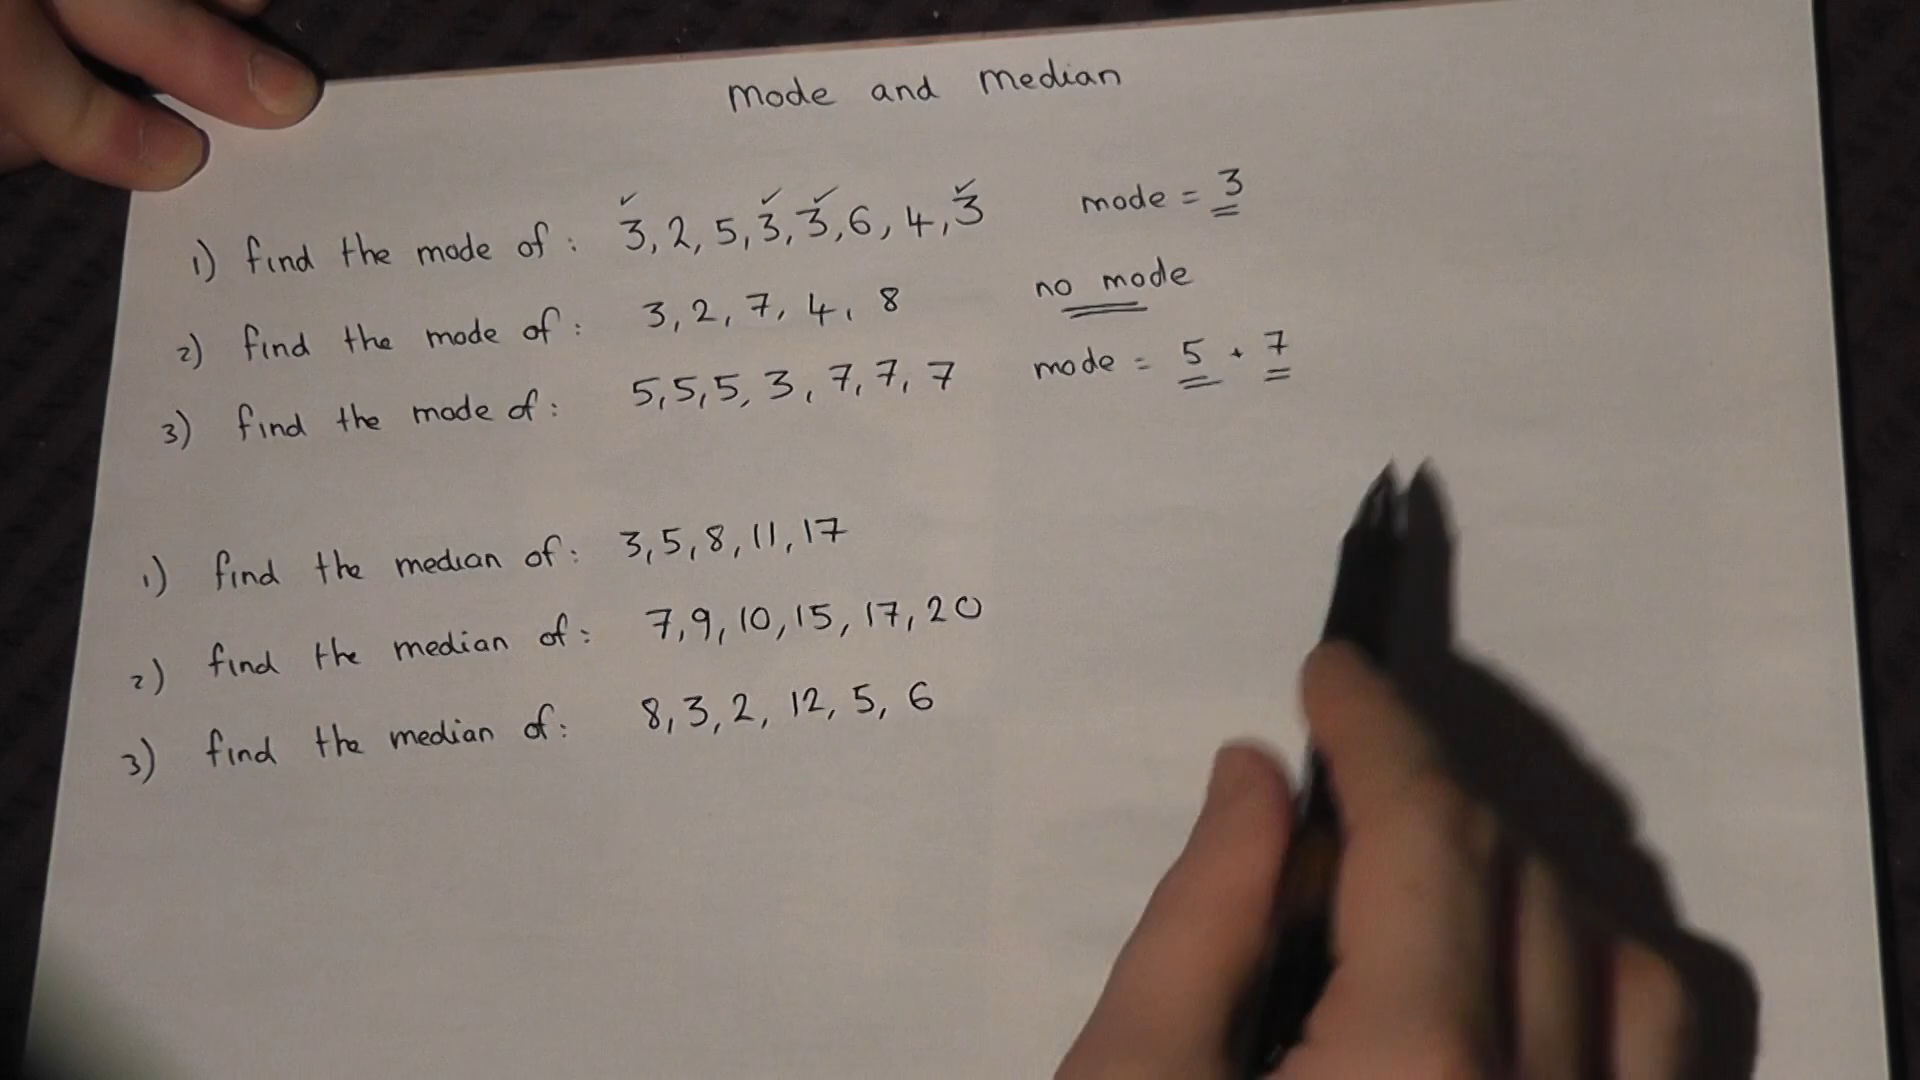 Mode and Median
1) find the mode of: 3, 2, 5, 3, 3, 6, 4, 3 mode = 3
2) find the mode of: 3, 2, 7, 4, 8 no mode
3) find the mode of: 5, 5, 5, 3, 7, 7, 7 mode = 5 + 7
1) find the median of: 3, 5, 8, 11, 17
2) find the median of: 7, 9, 10, 15, 17, 20
3) find the median of: 8, 3, 2, 12, 5, 6